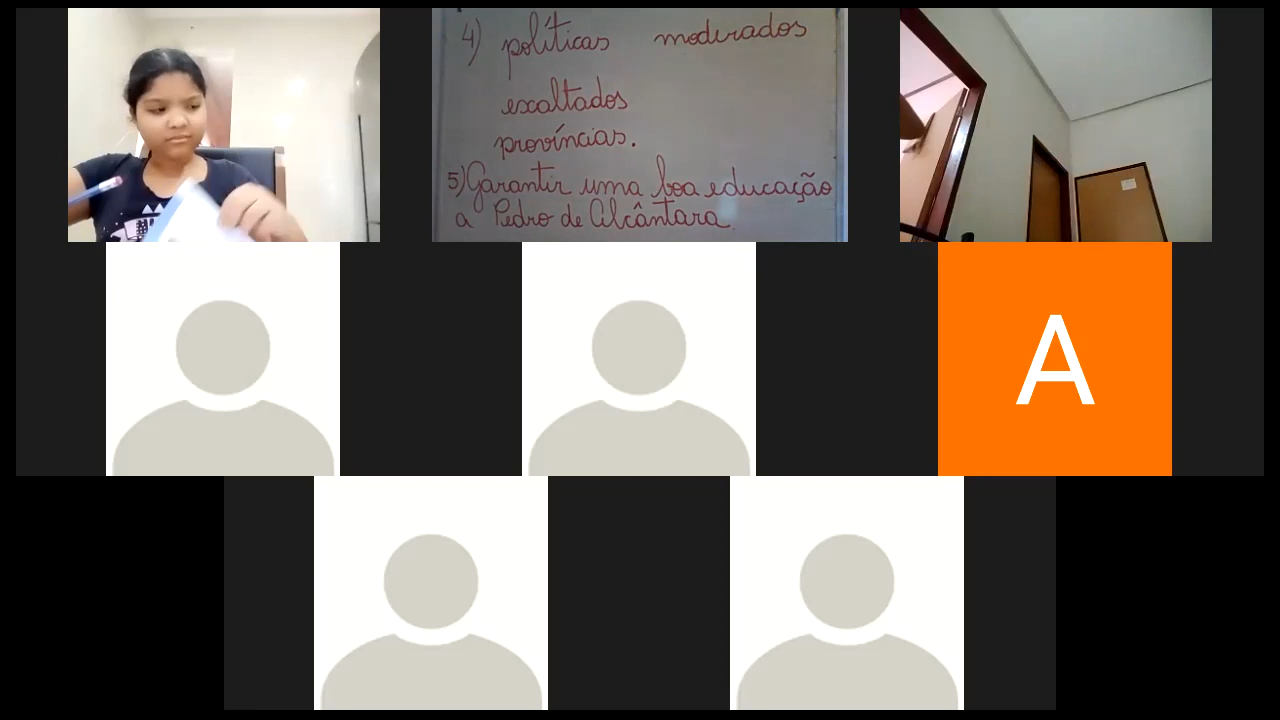 4) políticas moderados
exaltados
províncias.
5) Garantir uma boa educação
a Pedro de Alcântara.
A